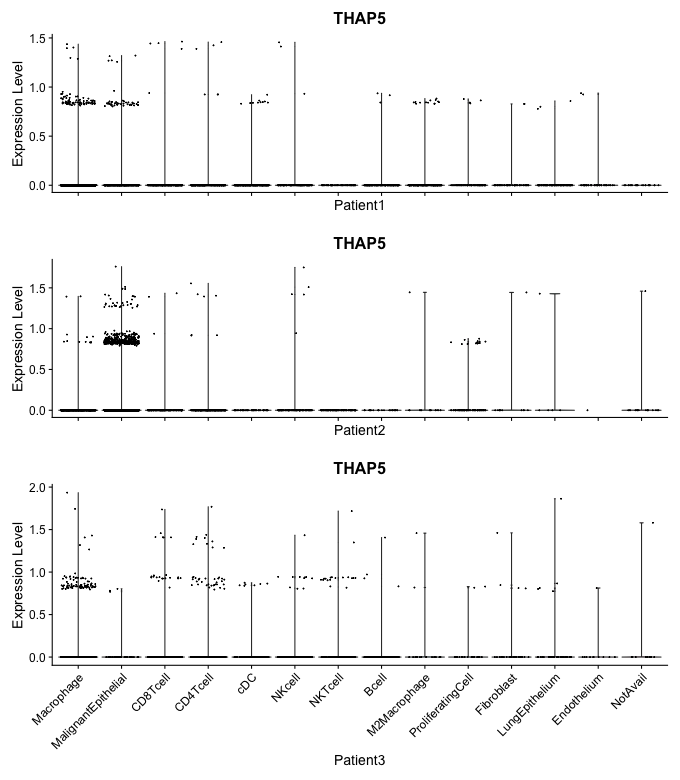 THAP5
Expression Level
1.5
1.0
0.5
0.0
Patient1
THAP5
Expression Level
1.5
1.0
0.5
0.0
Patient2
THAP5
Expression Level
2.0
1.5
1.0
0.5
0.0
Macrophage
MalignantEpithelial
CD8Tcell
CD4Tcell
cDC
NKcell
NKTcell
Bcell
M2Macrophage
ProliferatingCell
Fibroblast
LungEpithelium
Endothelium
NotAvail
Patient3